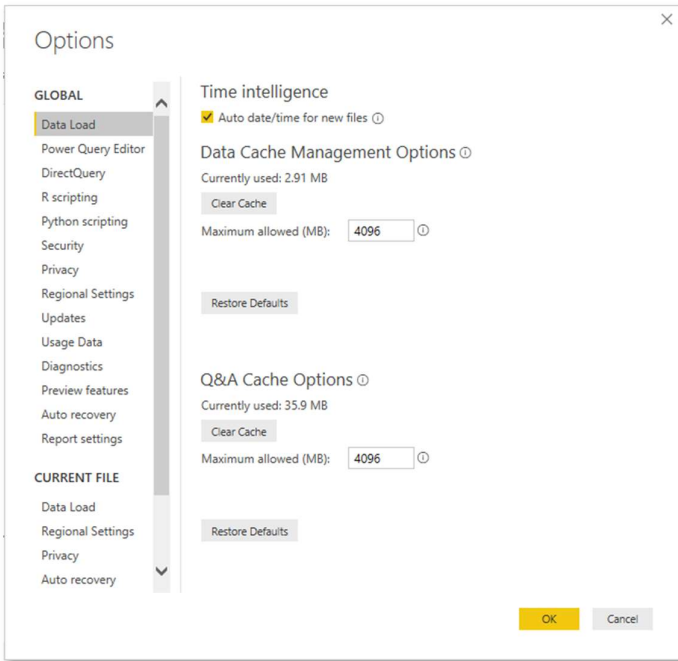 Options
GLOBAL
Data Load
Power Query Editor
DirectQuery
R scripting
Python scripting
Security
Privacy
Regional Settings
Updates
Usage Data
Diagnostics
Preview features
Auto recovery
Report settings
CURRENT FILE
Data Load
Regional Settings
Privacy
Auto recovery
Time intelligence
Auto date/time for new files
Data Cache Management Options
Currently used: 2.91 MB
Clear Cache
Maximum allowed (MB): 4096
Restore Defaults
Q&A Cache Options
Currently used: 35.9 MB
Clear Cache
Maximum allowed (MB): 4096
Restore Defaults
OK Cancel